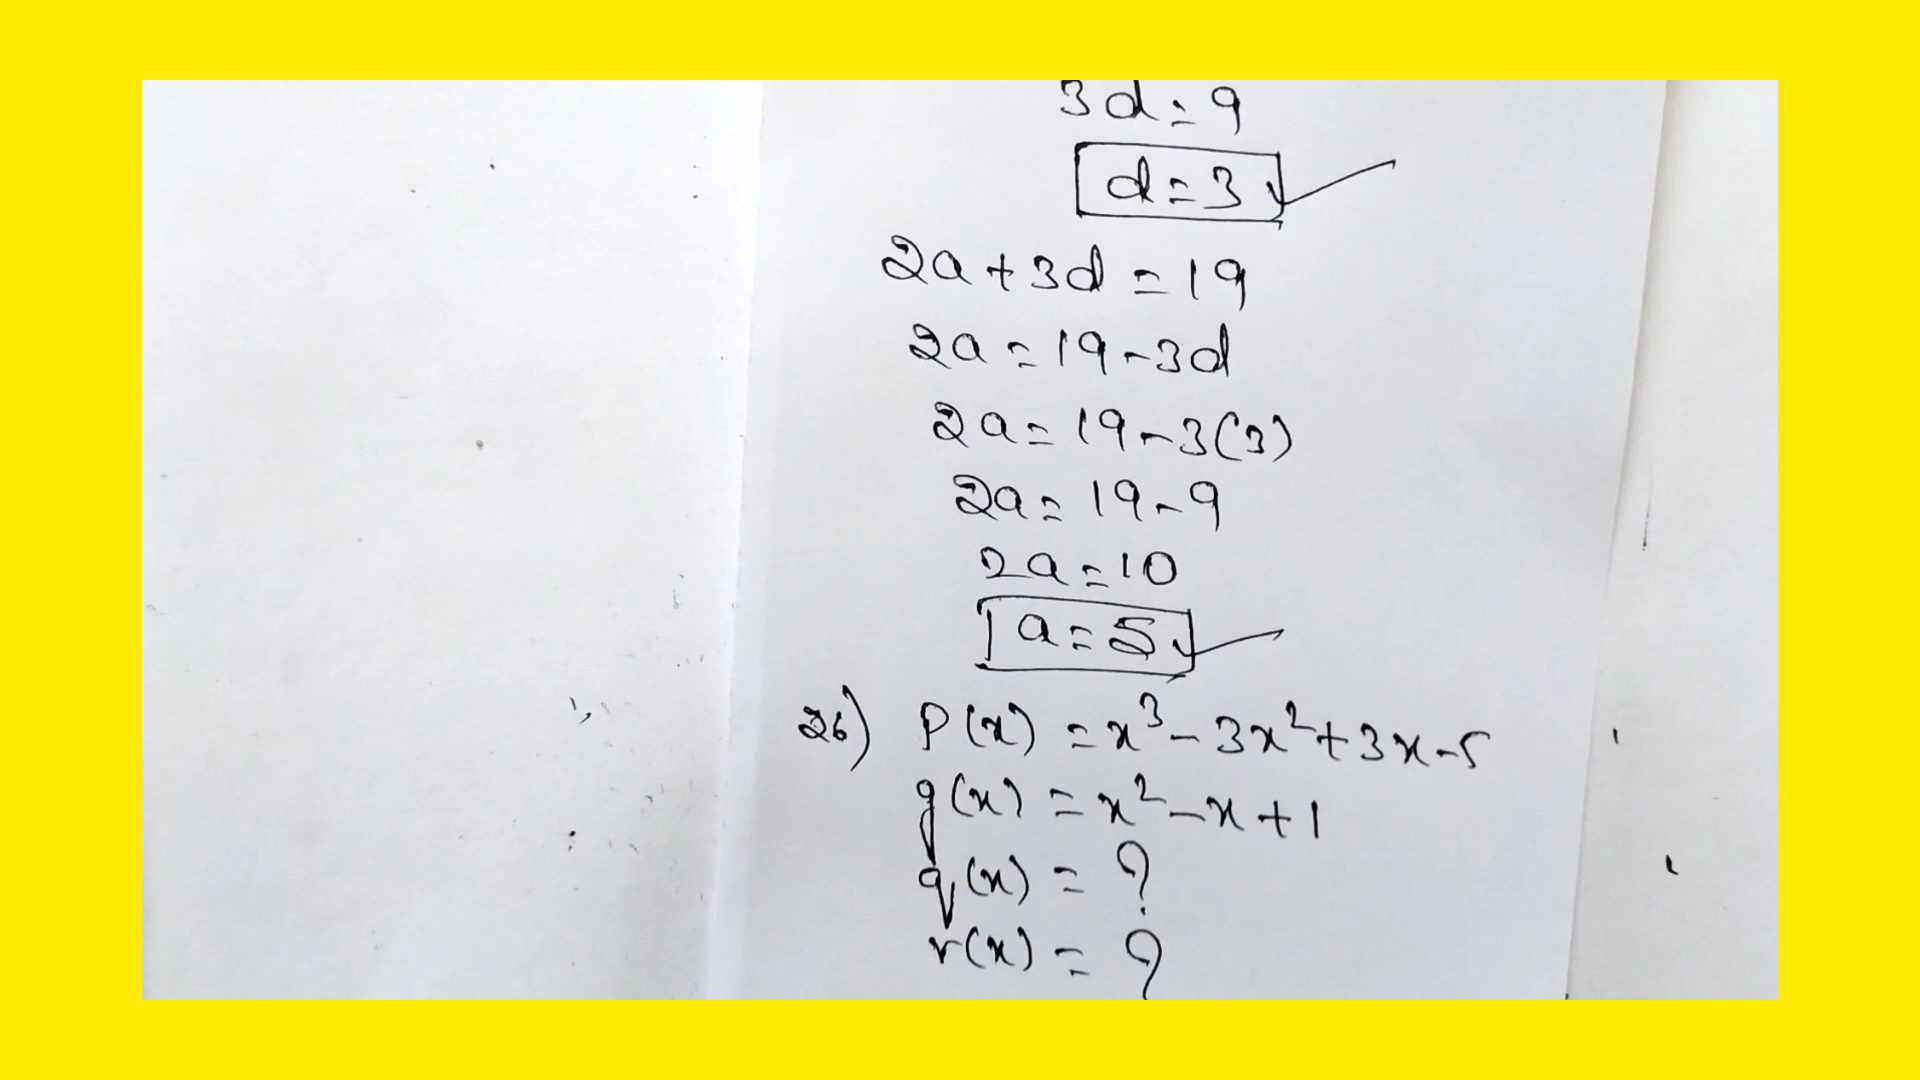 3d=9
d=3
2a+3d=19
2a=19-3d
2a=19-3(3)
2a=19-9
2a=10
a=5
26) P(x) = x³-3x²+3x-5
g(x) = x²-x+1
q(x) = ?
r(x) = ?